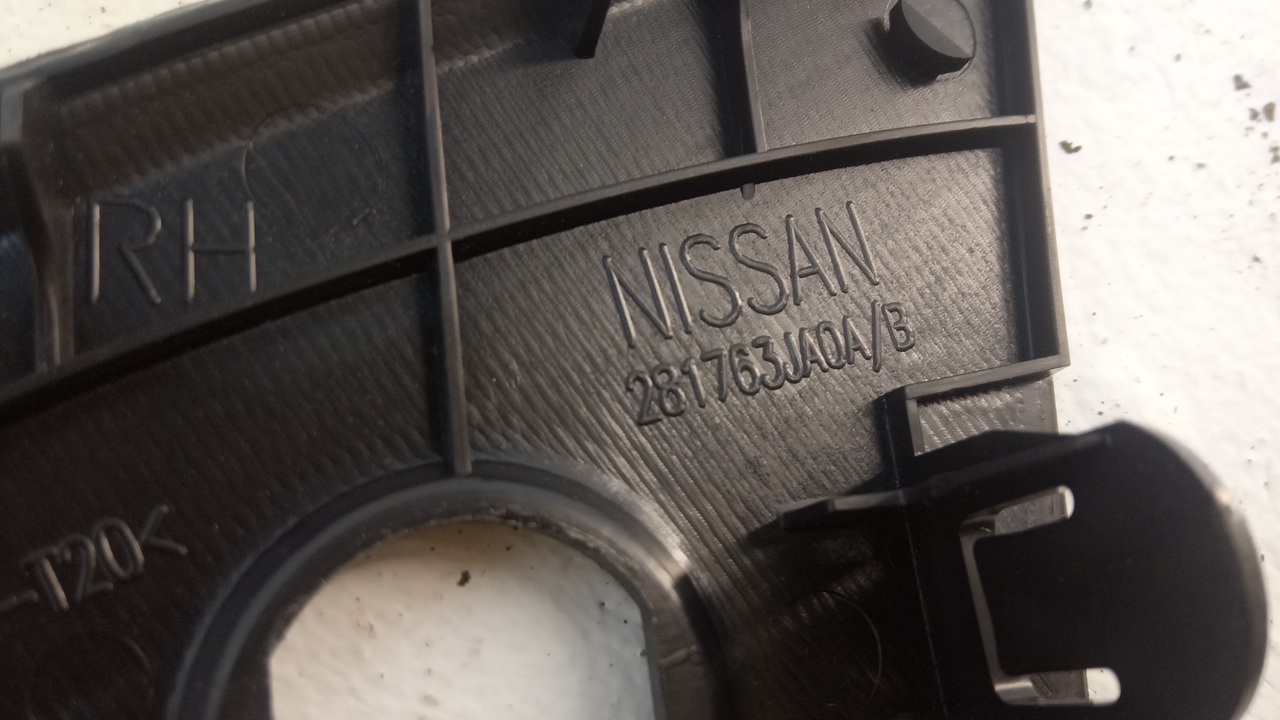 RH
NISSAN
281763JA0A/B
-T20<